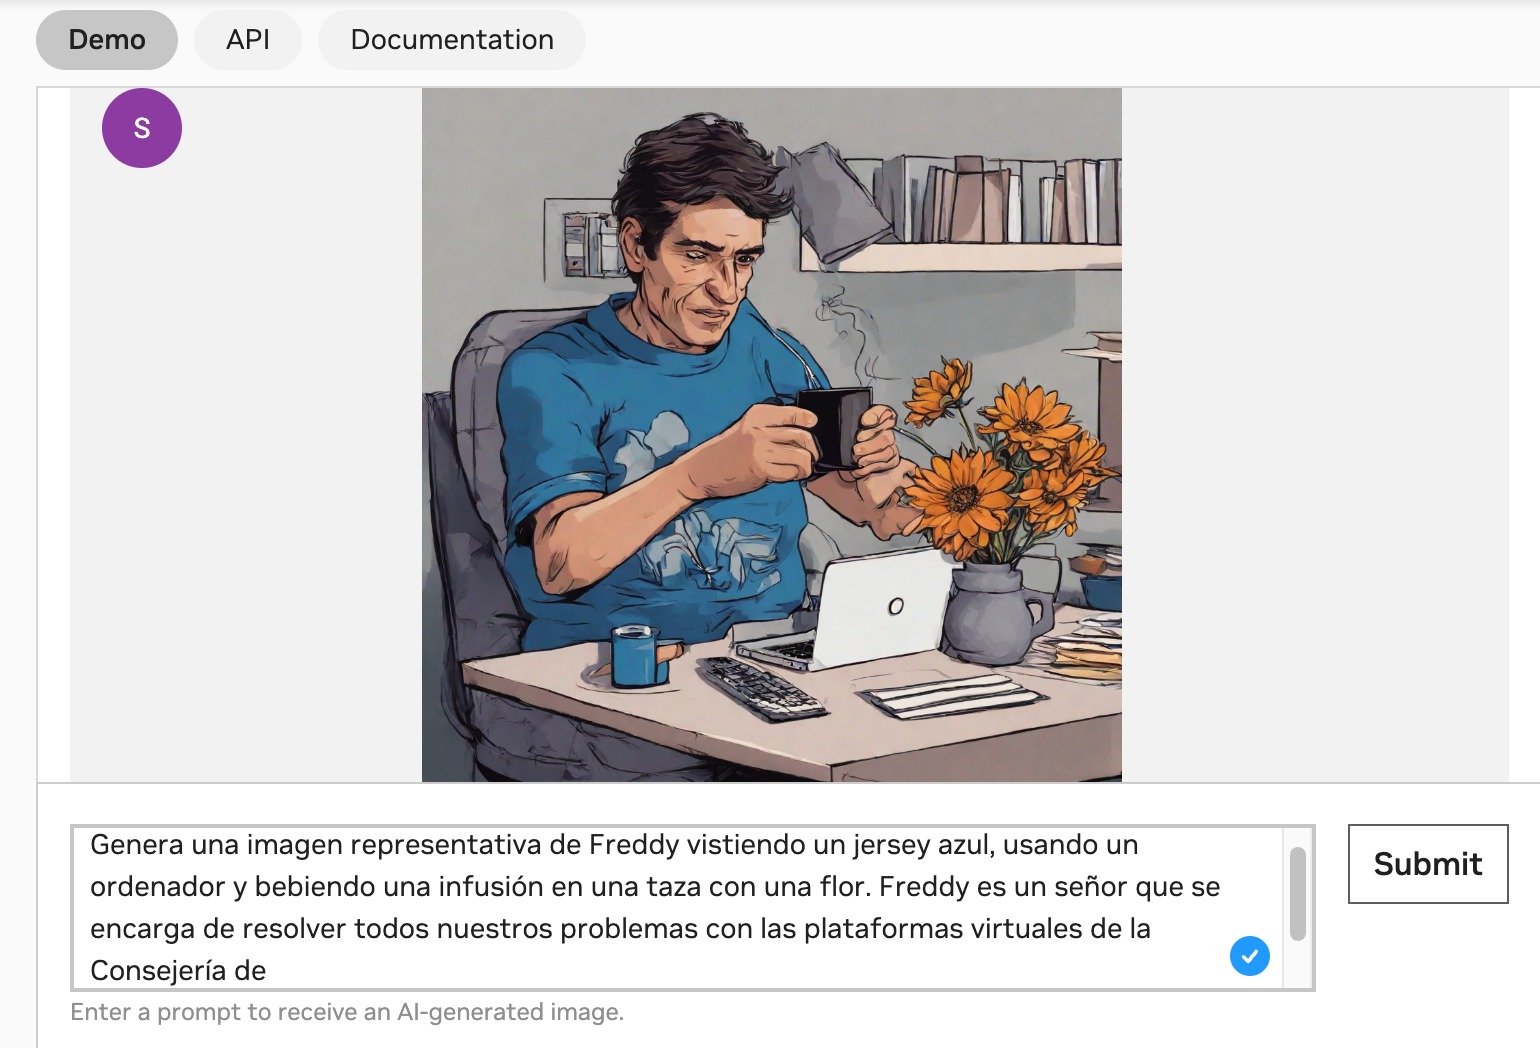 Demo
API
Documentation
S
Genera una imagen representativa de Freddy vistiendo un jersey azul, usando un
ordenador y bebiendo una infusión en una taza con una flor. Freddy es un señor que se
encarga de resolver todos nuestros problemas con las plataformas virtuales de la
Consejería de
Submit
Enter a prompt to receive an AI-generated image.